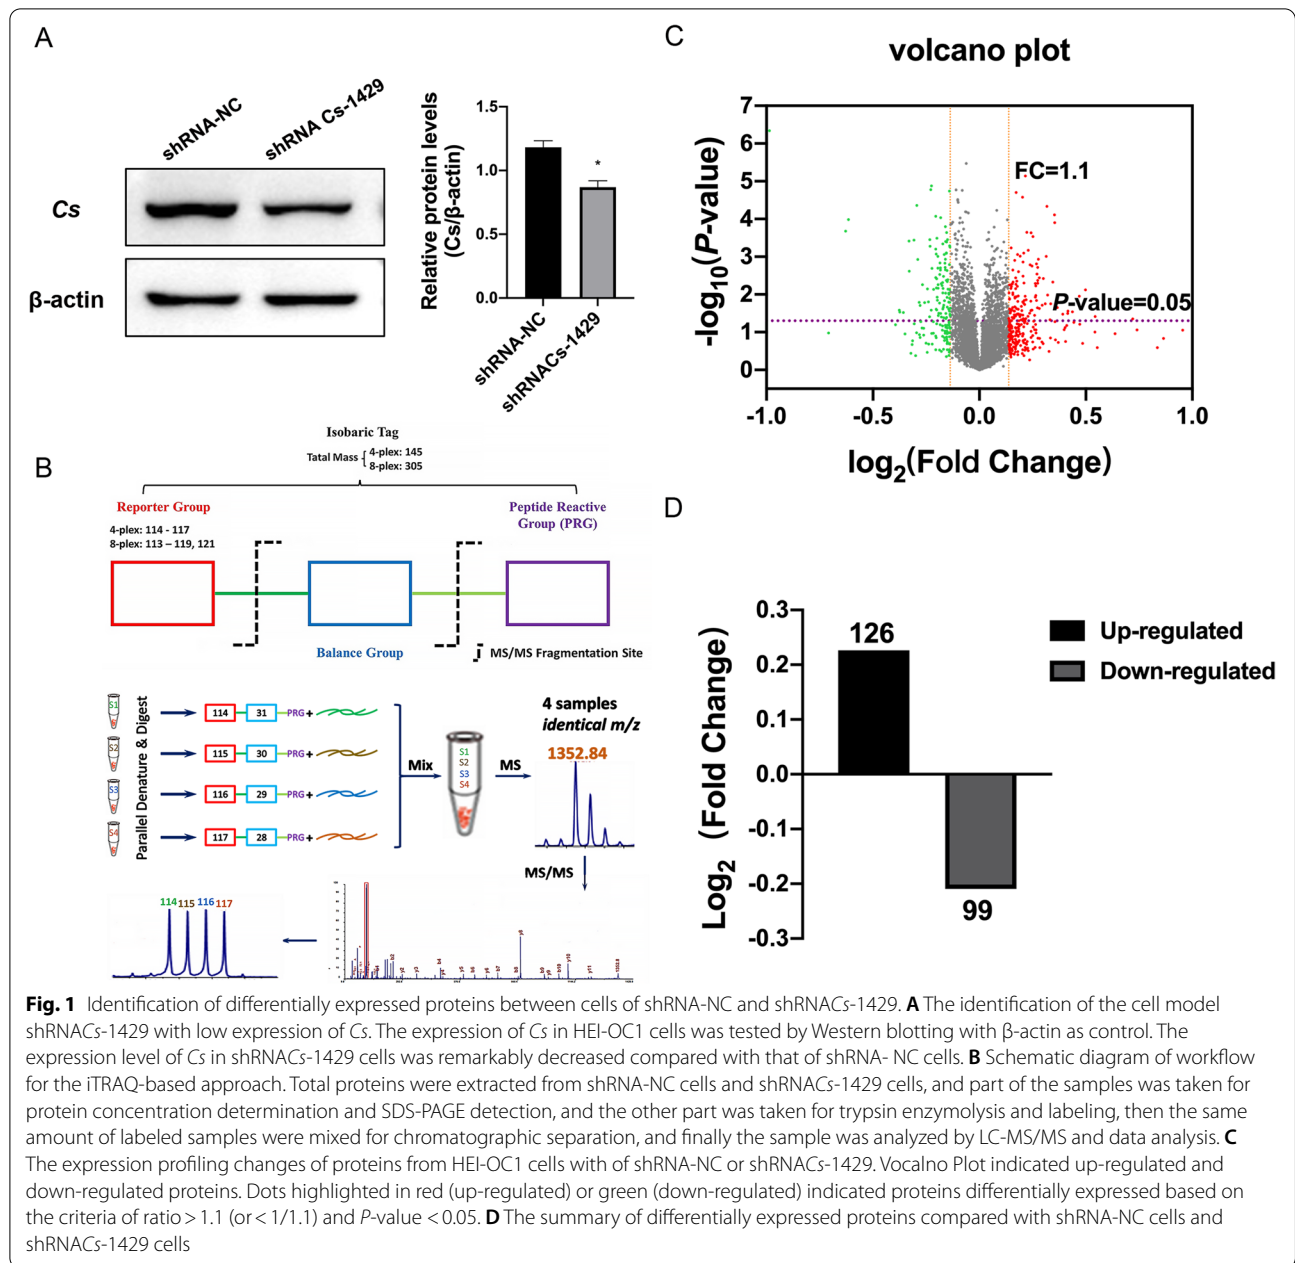 A
shRNA-NC
shRNA Cs-1429
Cs
β-actin
Relative protein levels
(Cs/β-actin)
1.5
1.0
0.5
0.0
*
shRNA-NC
shRNACs-1429
C
volcano plot
-log10(P-value)
7
6
5
4
3
2
1
0
FC=1.1
P-value=0.05
-1.0
-0.5
0.0
0.5
1.0
log2(Fold Change)
B
Isobaric Tag
Tatal Mass
4-plex: 145
8-plex: 305
Reporter Group
4-plex: 114 - 117
8-plex: 113 – 119, 121
Peptide Reactive
Group (PRG)
Balance Group
MS/MS Fragmentation Site
Parallel Denature & Digest
S1
114
31
PRG+
S2
115
30
PRG+
S3
116
29
PRG+
S4
117
28
PRG+
Mix
S1
S2
S3
S4
MS
4 samples
identical m/z
1352.84
MS/MS
114 115 116 117
D
Log2 (Fold Change)
0.3
0.2
0.1
0.0
-0.1
-0.2
-0.3
126
99
Up-regulated
Down-regulated
Fig. 1 Identification of differentially expressed proteins between cells of shRNA-NC and shRNACs-1429. A The identification of the cell model
shRNACs-1429 with low expression of Cs. The expression of Cs in HEI-OC1 cells was tested by Western blotting with β-actin as control. The
expression level of Cs in shRNACs-1429 cells was remarkably decreased compared with that of shRNA- NC cells. B Schematic diagram of workflow
for the iTRAQ-based approach. Total proteins were extracted from shRNA-NC cells and shRNACs-1429 cells, and part of the samples was taken for
protein concentration determination and SDS-PAGE detection, and the other part was taken for trypsin enzymolysis and labeling, then the same
amount of labeled samples were mixed for chromatographic separation, and finally the sample was analyzed by LC-MS/MS and data analysis. C
The expression profiling changes of proteins from HEI-OC1 cells with of shRNA-NC or shRNACs-1429. Vocalno Plot indicated up-regulated and
down-regulated proteins. Dots highlighted in red (up-regulated) or green (down-regulated) indicated proteins differentially expressed based on
the criteria of ratio > 1.1 (or < 1/1.1) and P-value < 0.05. D The summary of differentially expressed proteins compared with shRNA-NC cells and
shRNACs-1429 cells